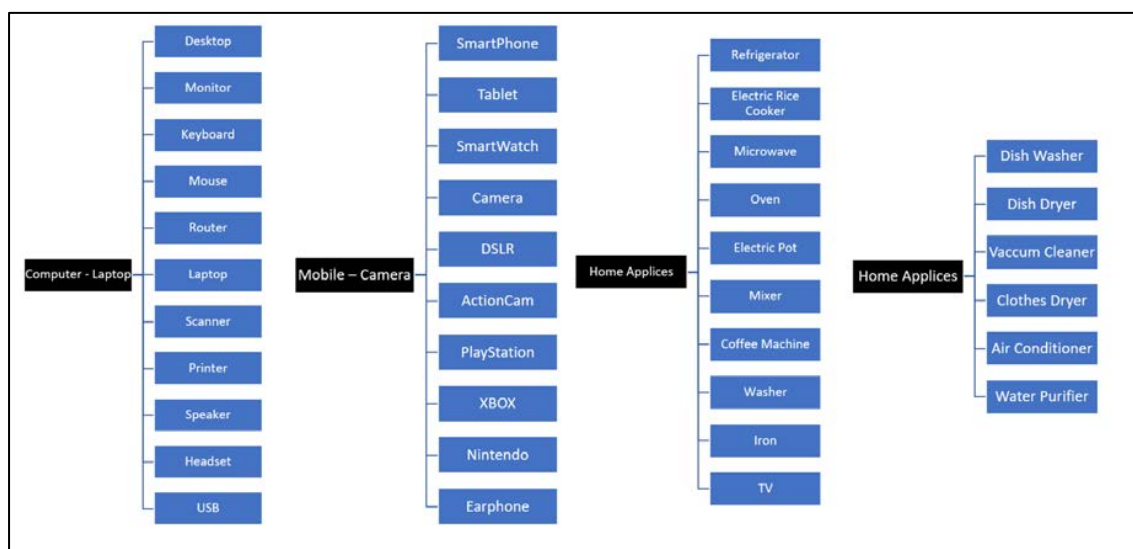 Computer - Laptop
Desktop
Monitor
Keyboard
Mouse
Router
Laptop
Scanner
Printer
Speaker
Headset
USB
Mobile – Camera
SmartPhone
Tablet
SmartWatch
Camera
DSLR
ActionCam
PlayStation
XBOX
Nintendo
Earphone
Home Applices
Refrigerator
Electric Rice
Cooker
Microwave
Oven
Electric Pot
Mixer
Coffee Machine
Washer
Iron
TV
Home Applices
Dish Washer
Dish Dryer
Vaccum Cleaner
Clothes Dryer
Air Conditioner
Water Purifier